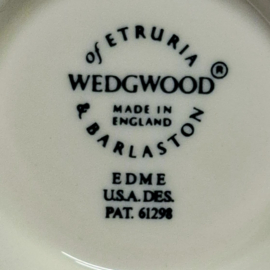 of ETRURIA
WEDGWOOD®
MADE IN
ENGLAND
& BARLASTON
EDME
U.S.A. DES.
PAT. 61298